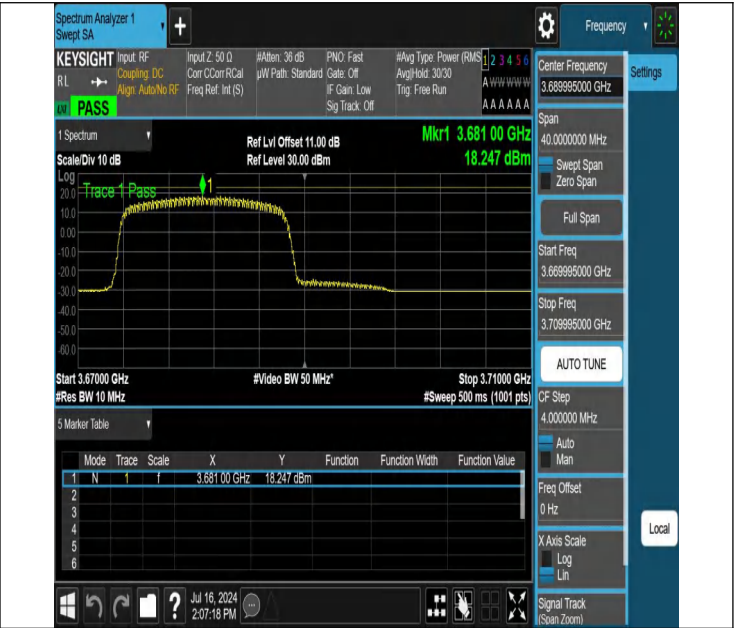 Spectrum Analyzer 1
Swept SA
+
Frequency
KEYSIGHT
RL
PASS
Input: RF
Coupling: DC
Align: Auto/No RF
Input Z: 50 Ω
Corr CCorr RCal
Freq Ref: Int (S)
#Atten: 36 dB
µW Path: Standard
PNO: Fast
Gate: Off
IF Gain: Low
Sig Track: Off
#Avg Type: Power (RMS
Avg|Hold: 30/30
Trig: Free Run
1 2 3 4 5 6
A W W W W W
A A A A A A
1 Spectrum
Scale/Div 10 dB
Ref Lvl Offset 11.00 dB
Ref Level 30.00 dBm
Mkr1 3.681 00 GHz
18.247 dBm
Log
Trace 1 Pass
1
20.0
10.0
0.00
-10.0
-20.0
-30.0
-40.0
-50.0
-60.0
Start 3.67000 GHz
#Res BW 10 MHz
#Video BW 50 MHz*
Stop 3.71000 GHz
#Sweep 500 ms (1001 pts)
5 Marker Table
Mode Trace Scale X Y Function Function Width Function Value
1 N 1 f 3.681 00 GHz 18.247 dBm
2
3
4
5
6
Center Frequency
3.689995000 GHz
Settings
Span
40.0000000 MHz
Swept Span
Zero Span
Full Span
Start Freq
3.669995000 GHz
Stop Freq
3.709995000 GHz
AUTO TUNE
CF Step
4.000000 MHz
Auto
Man
Freq Offset
0 Hz
Local
X Axis Scale
Log
Lin
Signal Track
(Span Zoom)
?
Jul 16, 2024
2:07:18 PM